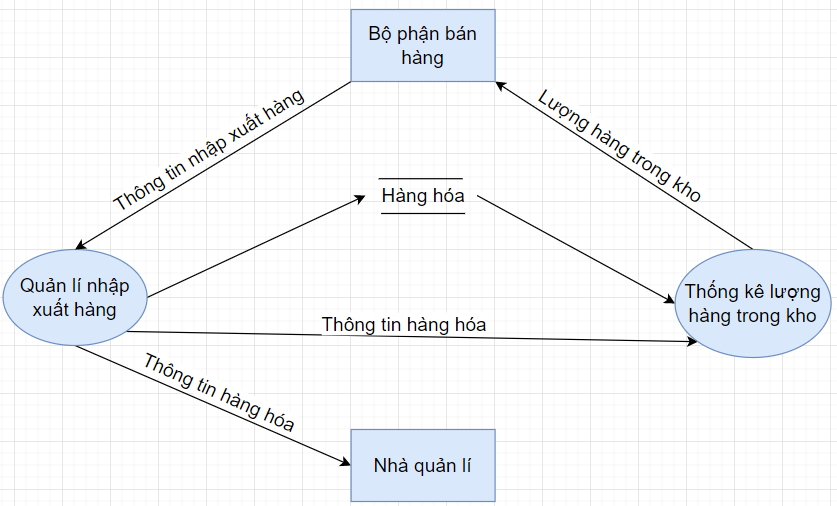 Bộ phận bán
hàng
Thông tin nhập xuất hàng
Lượng hàng trong kho
Hàng hóa
Quản lí nhập
xuất hàng
Thống kê lượng
hàng trong kho
Thông tin hàng hóa
Thông tin hàng hóa
Nhà quản lí